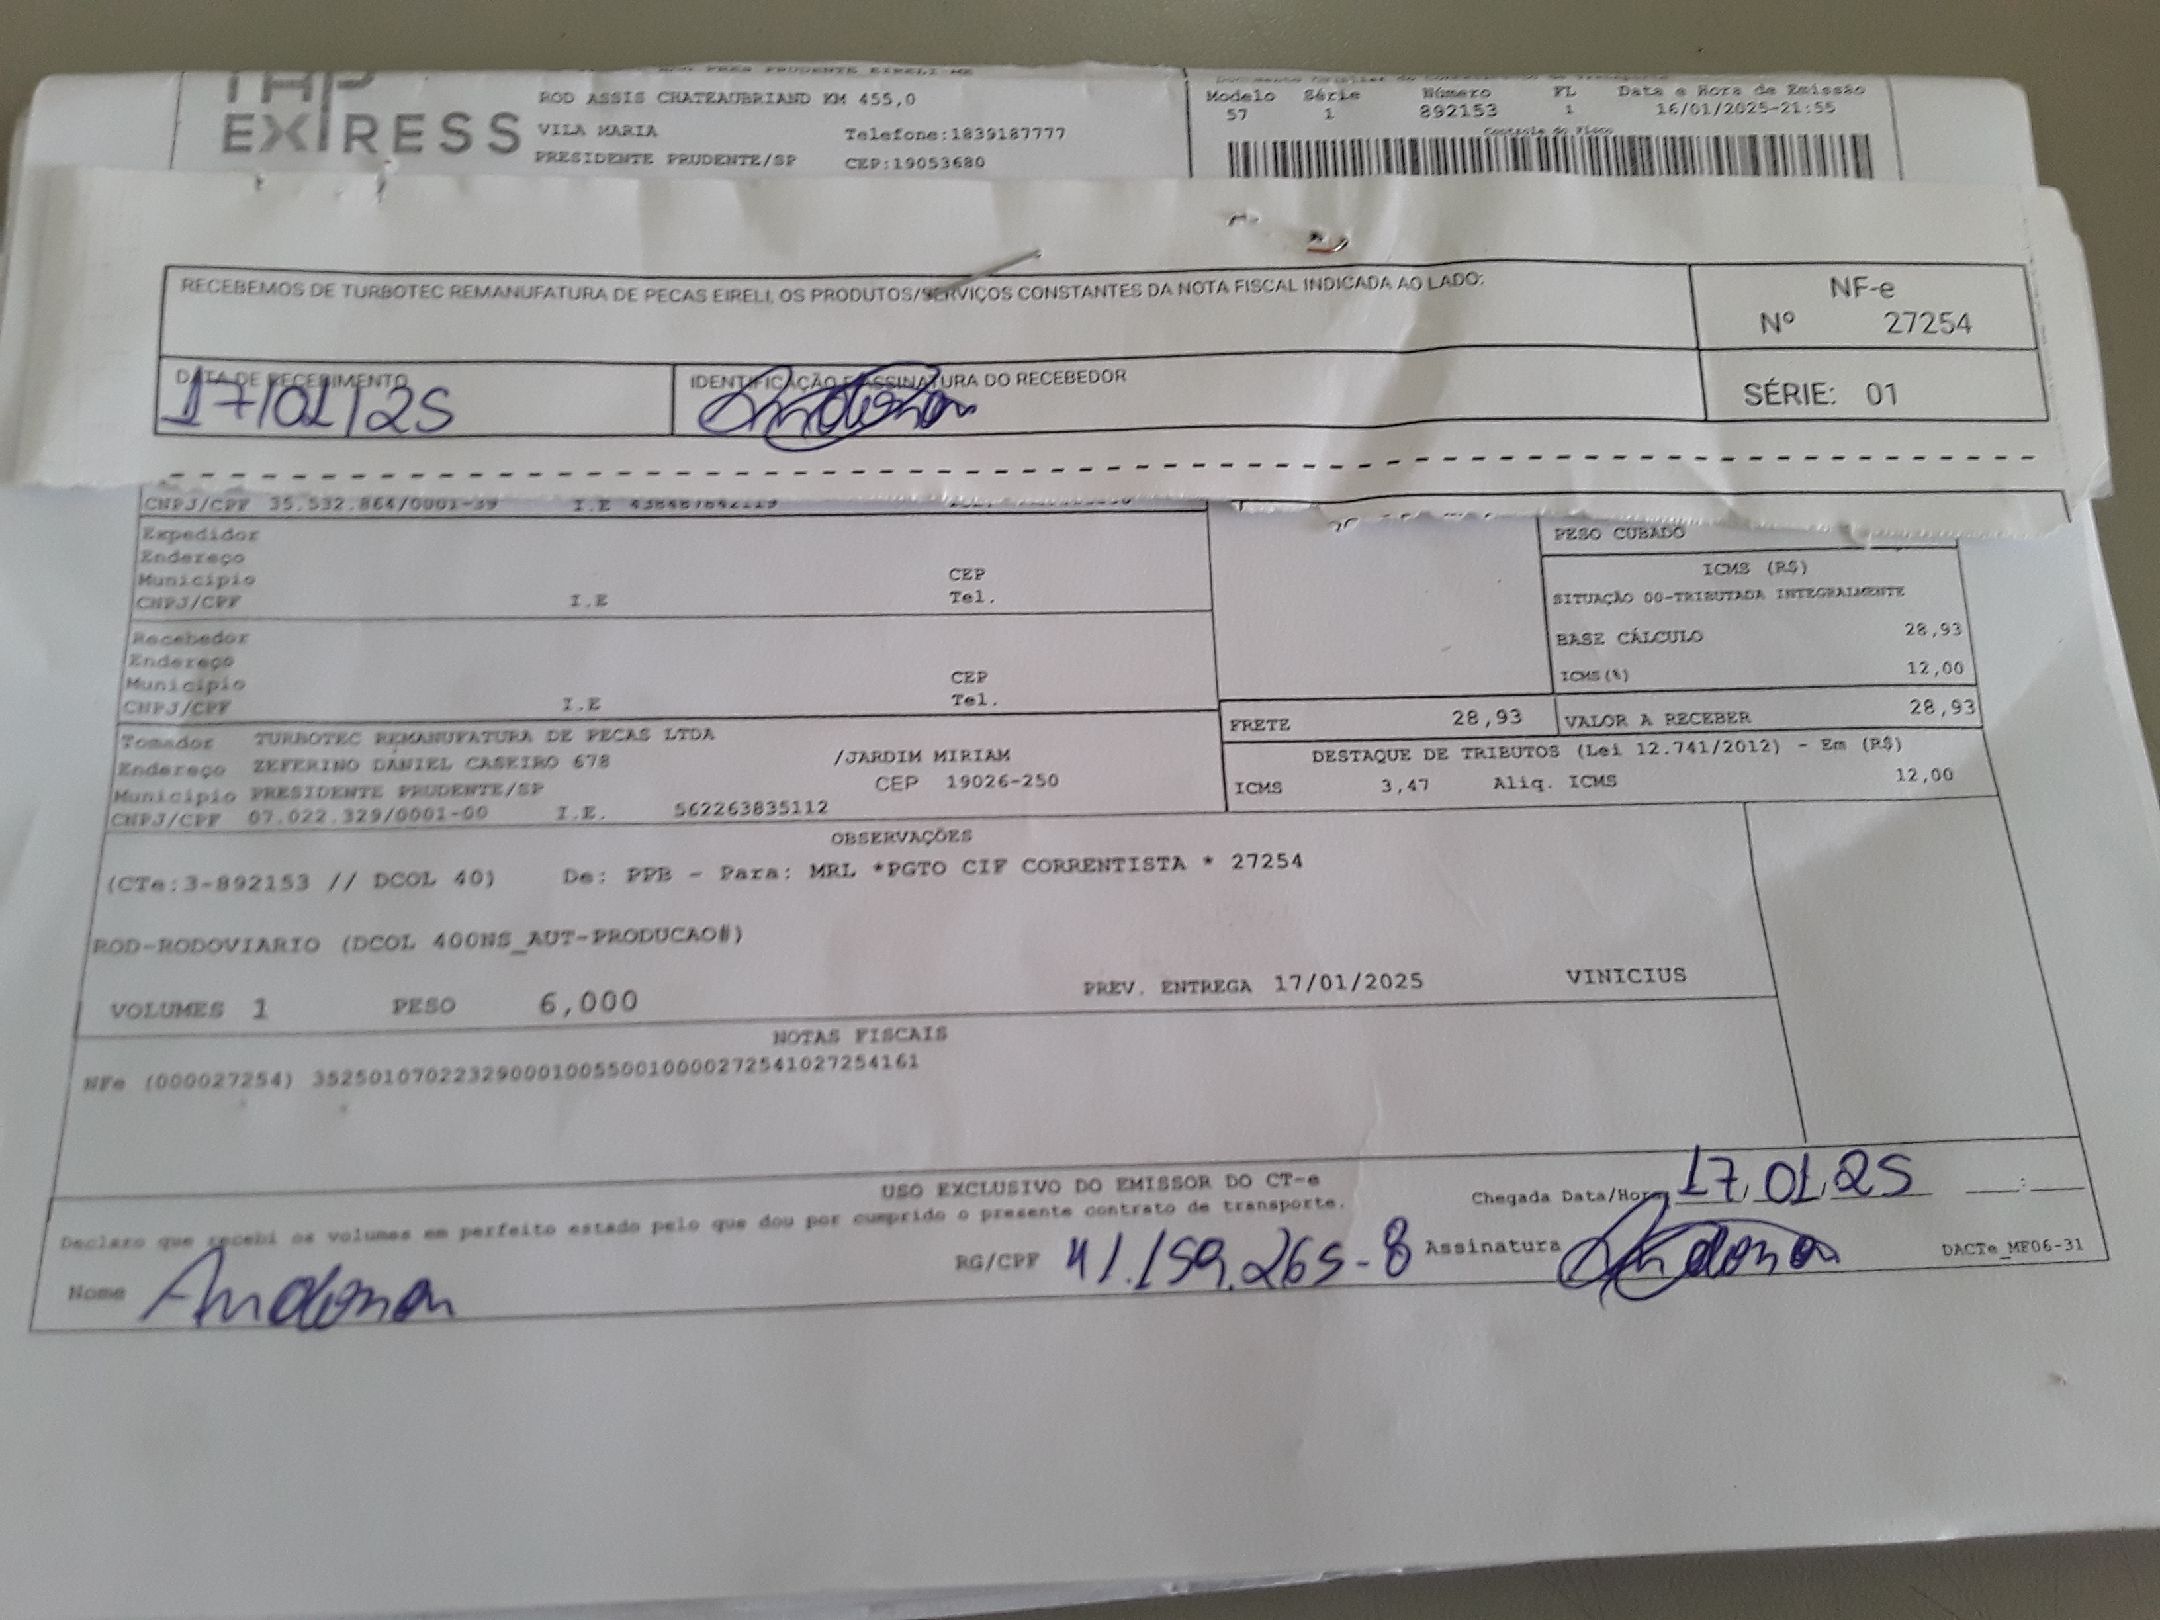 EXPRESS
ROD ASSIS CHATEAUBRIAND KM 455,0
VILA MARIA Telefone:1839187777
PRESIDENTE PRUDENTE/SP CEP:19053680
Modelo Série Número FL Data e Hora de Emissão
57 1 892153 1 16/01/2025-21:55
Controle do Fisco
RECEBEMOS DE TURBOTEC REMANUFATURA DE PECAS EIRELI, OS PRODUTOS/SERVIÇOS CONSTANTES DA NOTA FISCAL INDICADA AO LADO:
NF-e
Nº 27254
SÉRIE: 01
DATA DE RECEBIMENTO
17/01/25
IDENTIFICAÇÃO E ASSINATURA DO RECEBEDOR
CNPJ/CPF 35.532.864/0001-39 I.E
Expedidor
Endereço
Município CEP
CNPJ/CPF I.E Tel.
Recebedor
Endereço
Município CEP
CNPJ/CPF I.E Tel.
PESO CUBADO
ICMS (R$)
SITUAÇÃO 00-TRIBUTADA INTEGRALMENTE
BASE CÁLCULO 28,93
ICMS(%) 12,00
FRETE 28,93 VALOR A RECEBER 28,93
DESTAQUE DE TRIBUTOS (Lei 12.741/2012) - Em (R$)
ICMS 3,47 Aliq. ICMS 12,00
Tomador TURBOTEC REMANUFATURA DE PECAS LTDA
Endereço ZEFERINO DANIEL CASEIRO 678 /JARDIM MIRIAM
Município PRESIDENTE PRUDENTE/SP CEP 19026-250
CNPJ/CPF 07.022.329/0001-00 I.E. 562263835112
OBSERVAÇÕES
(CTe:3-892153 // DCOL 40) De: PPB - Para: MRL *PGTO CIF CORRENTISTA * 27254
ROD-RODOVIARIO (DCOL 400NS_AUT-PRODUCAO#)
VOLUMES 1 PESO 6,000 PREV. ENTREGA 17/01/2025 VINICIUS
NOTAS FISCAIS
NFe (000027254) 35250107022329000100550010000272541027254161
USO EXCLUSIVO DO EMISSOR DO CT-e
Declaro que recebi os volumes em perfeito estado pelo que dou por cumprido o presente contrato de transporte.
Chegada Data/Hora 17/01/25 __:__
Nome Anderson RG/CPF 41.159.265-8 Assinatura DACTe_MF06-31